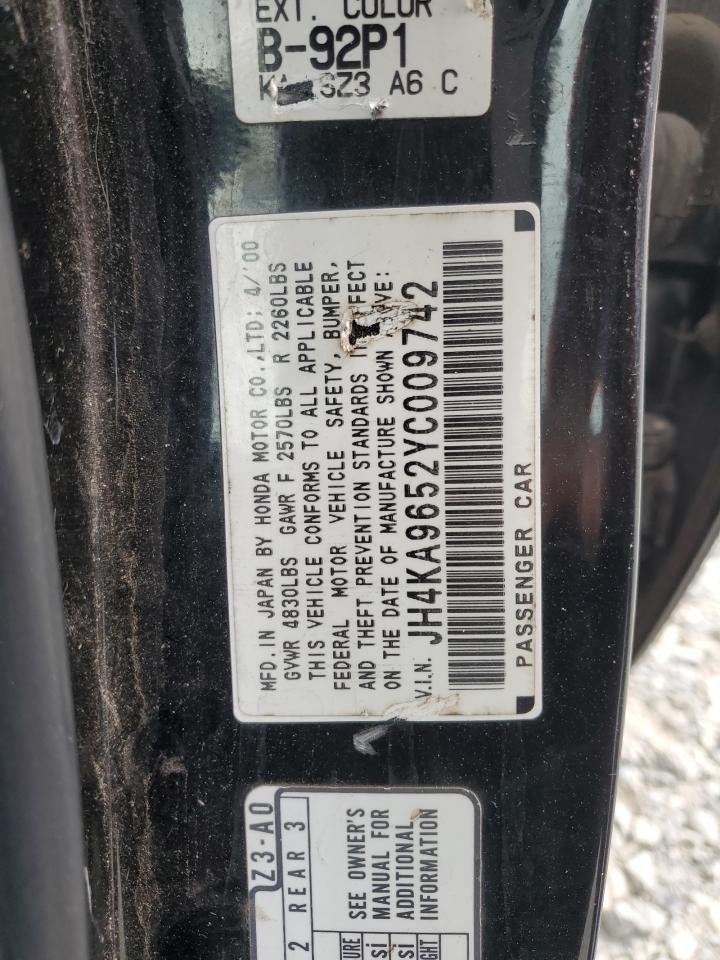 EXT. COLOR
B-92P1
KA SZ3 A6 C
MFD. IN JAPAN BY HONDA MOTOR CO.,LTD; 4/'00
GVWR 4830LBS GAWR F 2570LBS R 2260LBS
THIS VEHICLE CONFORMS TO ALL APPLICABLE
FEDERAL MOTOR VEHICLE SAFETY, BUMPER,
AND THEFT PREVENTION STANDARDS IN EFFECT
ON THE DATE OF MANUFACTURE SHOWN ABOVE:
V.I.N. JH4KA9652YC009742
PASSENGER CAR
Z3-A0
2 REAR 3
SEE OWNER'S
MANUAL FOR
ADDITIONAL
INFORMATION
si
si